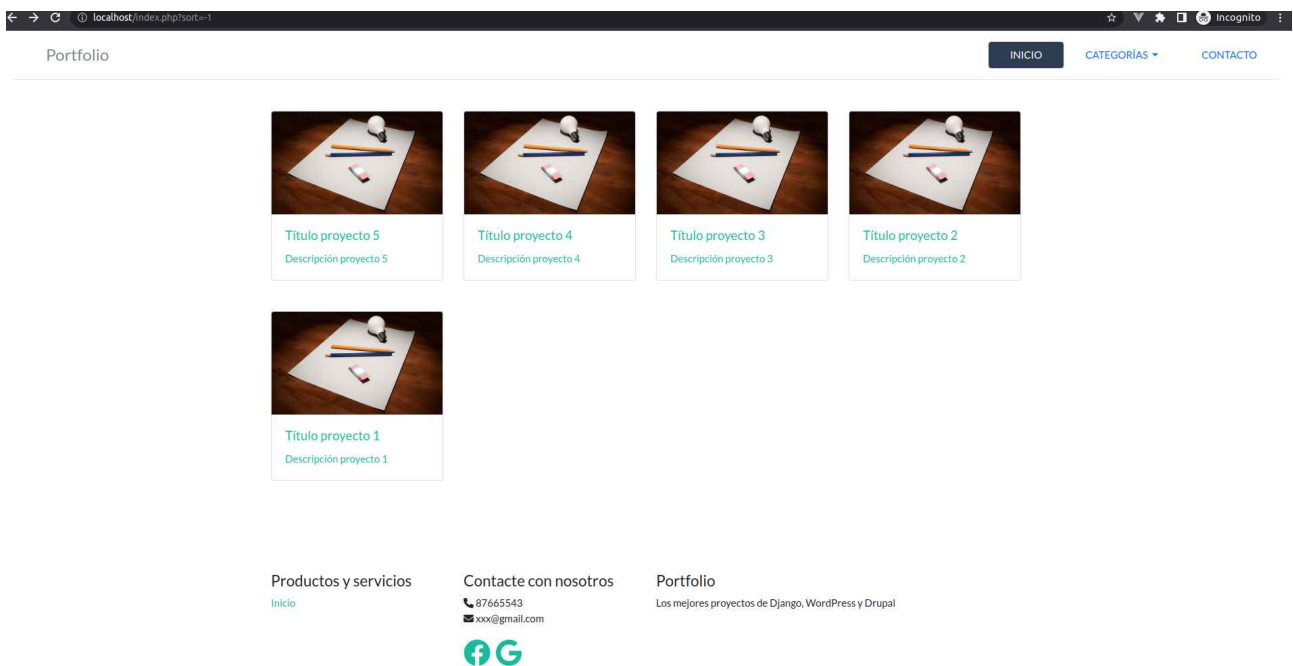 localhost/index.php?sort=-1
Incognito
Portfolio
INICIO
CATEGORÍAS
CONTACTO
Título proyecto 5
Descripción proyecto 5
Título proyecto 4
Descripción proyecto 4
Título proyecto 3
Descripción proyecto 3
Título proyecto 2
Descripción proyecto 2
Título proyecto 1
Descripción proyecto 1
Productos y servicios
Inicio
Contacte con nosotros
87665543
xxx@gmail.com
Portfolio
Los mejores proyectos de Django, WordPress y Drupal